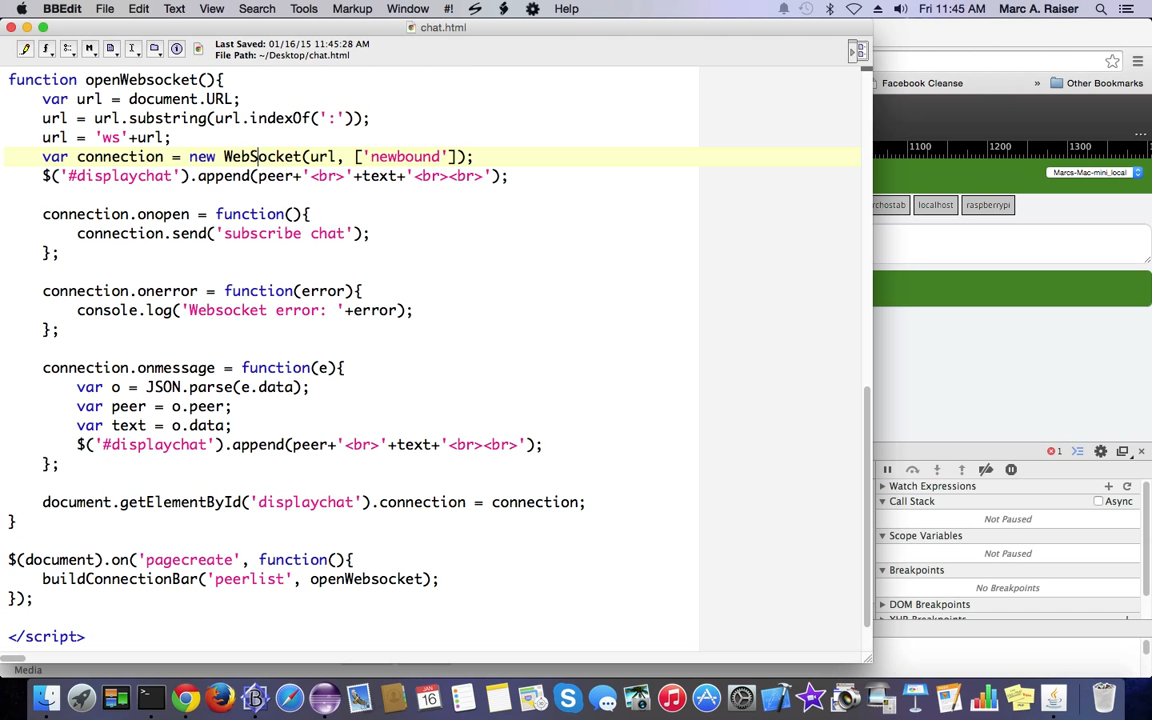 BBEdit File Edit Text View Search Tools Markup Window Help Fri 11:45 AM Marc A. Raiser
chat.html
Last Saved: 01/16/15 11:45:28 AM
File Path: ~/Desktop/chat.html
function openWebsocket(){
var url = document.URL;
url = url.substring(url.indexOf(':'));
url = 'ws'+url;
var connection = new WebSocket(url, ['newbound']);
$('#displaychat').append(peer+'<br>'+text+'<br><br>');
connection.onopen = function(){
connection.send('subscribe chat');
};
connection.onerror = function(error){
console.log('Websocket error: '+error);
};
connection.onmessage = function(e){
var o = JSON.parse(e.data);
var peer = o.peer;
var text = o.data;
$('#displaychat').append(peer+'<br>'+text+'<br><br>');
};
document.getElementById('displaychat').connection = connection;
}
$(document).on('pagecreate', function(){
buildConnectionBar('peerlist', openWebsocket);
});
</script>
Media
Facebook Cleanse » Other Bookmarks
1100 1200 1300
Marcs-Mac-mini_local
rchostab localhost raspberrypi
1
Watch Expressions
Call Stack Async
Not Paused
Scope Variables
Not Paused
Breakpoints
No Breakpoints
DOM Breakpoints
XHR Breakpoints
JAN
16